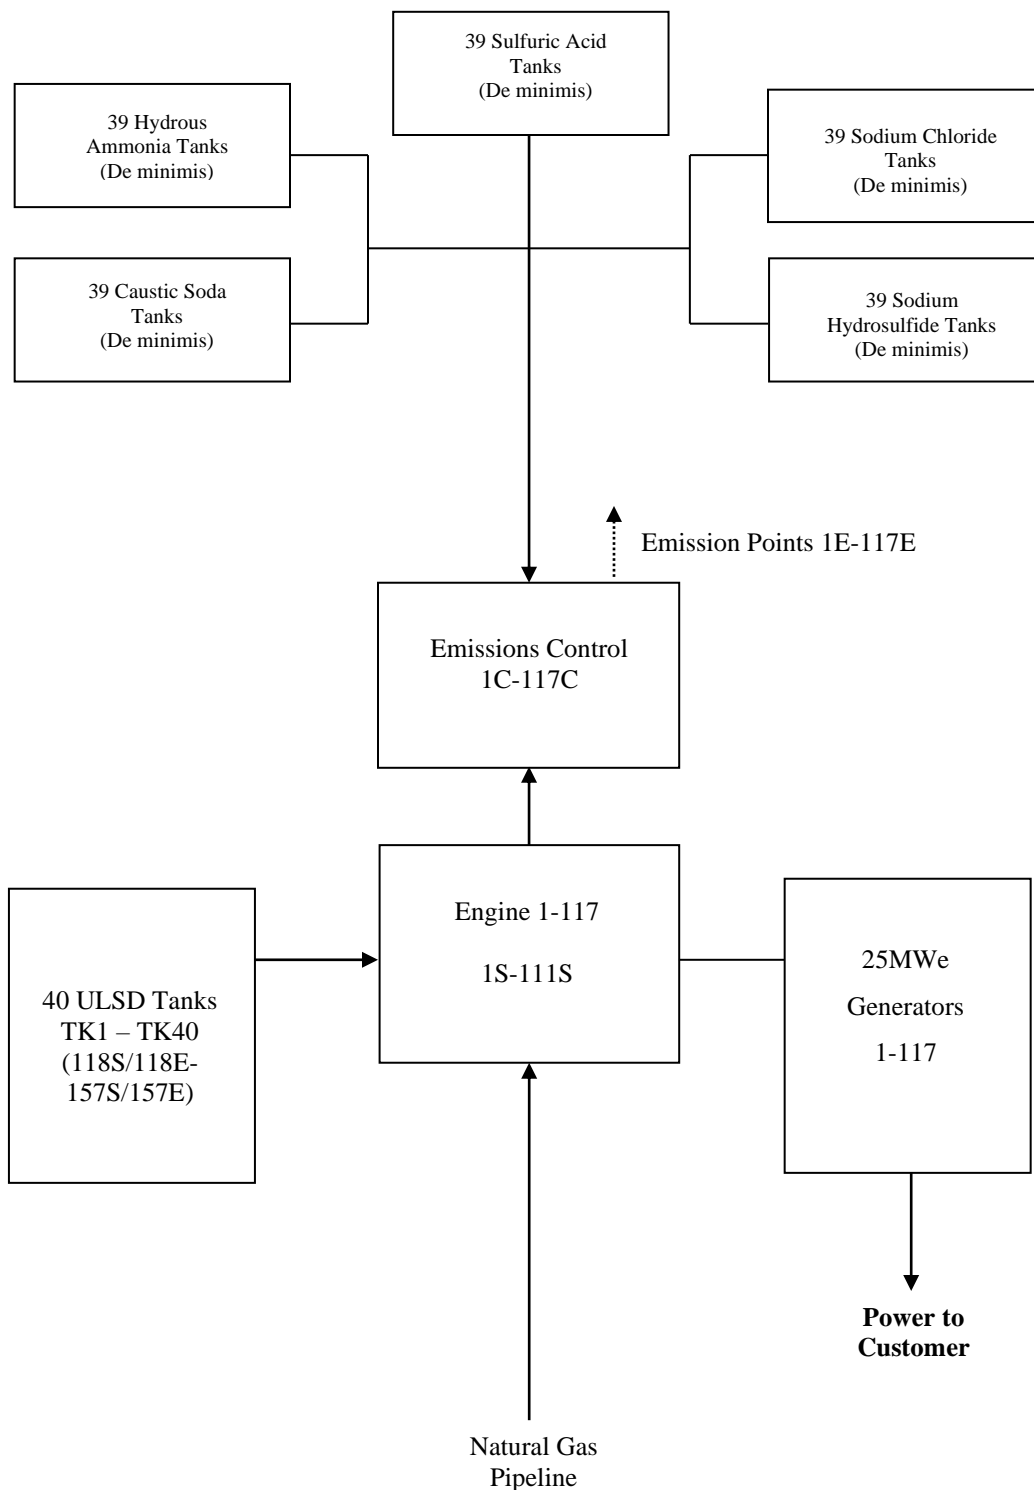 39 Sulfuric Acid
Tanks
(De minimis)
39 Hydrous
Ammonia Tanks
(De minimis)
39 Sodium Chloride
Tanks
(De minimis)
39 Caustic Soda
Tanks
(De minimis)
39 Sodium
Hydrosulfide Tanks
(De minimis)
Emission Points 1E-117E
Emissions Control
1C-117C
Engine 1-117
1S-111S
40 ULSD Tanks
TK1 – TK40
(118S/118E-
157S/157E)
25MWe
Generators
1-117
Power to
Customer
Natural Gas
Pipeline